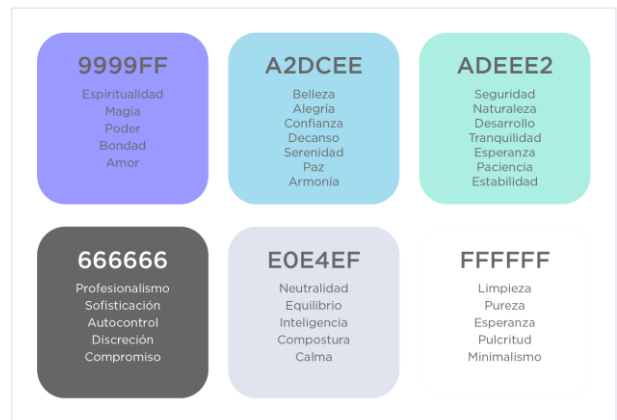 9999FF
Espiritualidad
Magia
Poder
Bondad
Amor
A2DCEE
Belleza
Alegría
Confianza
Decanso
Serenidad
Paz
Armonía
ADEEE2
Seguridad
Naturaleza
Desarrollo
Tranquilidad
Esperanza
Paciencia
Estabilidad
666666
Profesionalismo
Sofisticación
Autocontrol
Discreción
Compromiso
E0E4EF
Neutralidad
Equilibrio
Inteligencia
Compostura
Calma
FFFFFF
Limpieza
Pureza
Esperanza
Pulcritud
Minimalismo